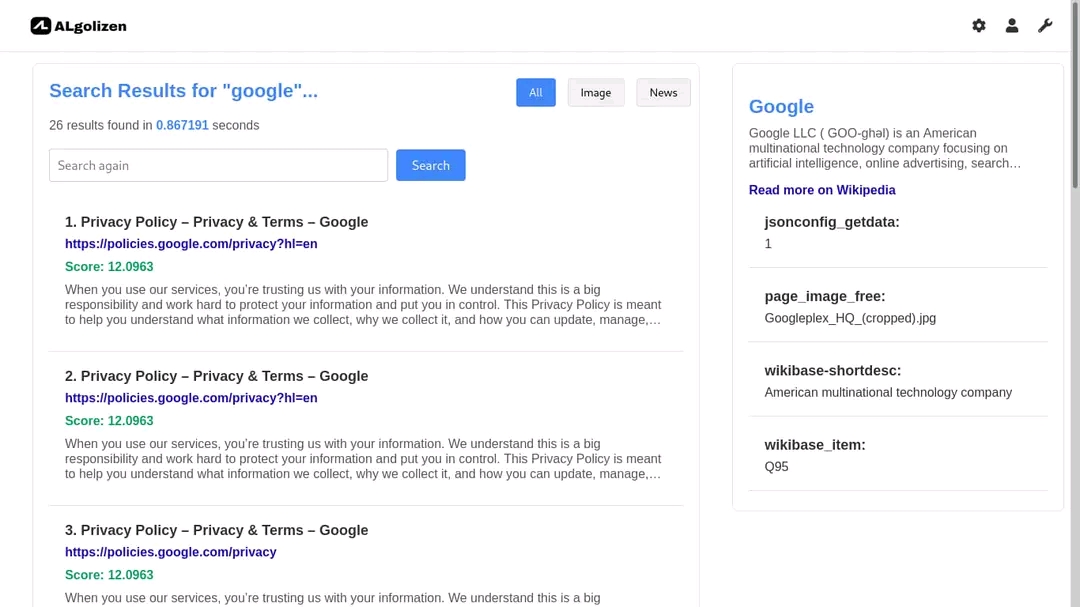 ALgolizen
Search Results for "google"...
All
Image
News
26 results found in 0.867191 seconds
Search again
Search
1. Privacy Policy – Privacy & Terms – Google
https://policies.google.com/privacy?hl=en
Score: 12.0963
When you use our services, you’re trusting us with your information. We understand this is a big
responsibility and work hard to protect your information and put you in control. This Privacy Policy is meant
to help you understand what information we collect, why we collect it, and how you can update, manage,…
2. Privacy Policy – Privacy & Terms – Google
https://policies.google.com/privacy?hl=en
Score: 12.0963
When you use our services, you’re trusting us with your information. We understand this is a big
responsibility and work hard to protect your information and put you in control. This Privacy Policy is meant
to help you understand what information we collect, why we collect it, and how you can update, manage,…
3. Privacy Policy – Privacy & Terms – Google
https://policies.google.com/privacy
Score: 12.0963
When you use our services, you’re trusting us with your information. We understand this is a big
Google
Google LLC ( GOO-ghəl) is an American
multinational technology company focusing on
artificial intelligence, online advertising, search…
Read more on Wikipedia
jsonconfig_getdata:
1
page_image_free:
Googleplex_HQ_(cropped).jpg
wikibase-shortdesc:
American multinational technology company
wikibase_item:
Q95